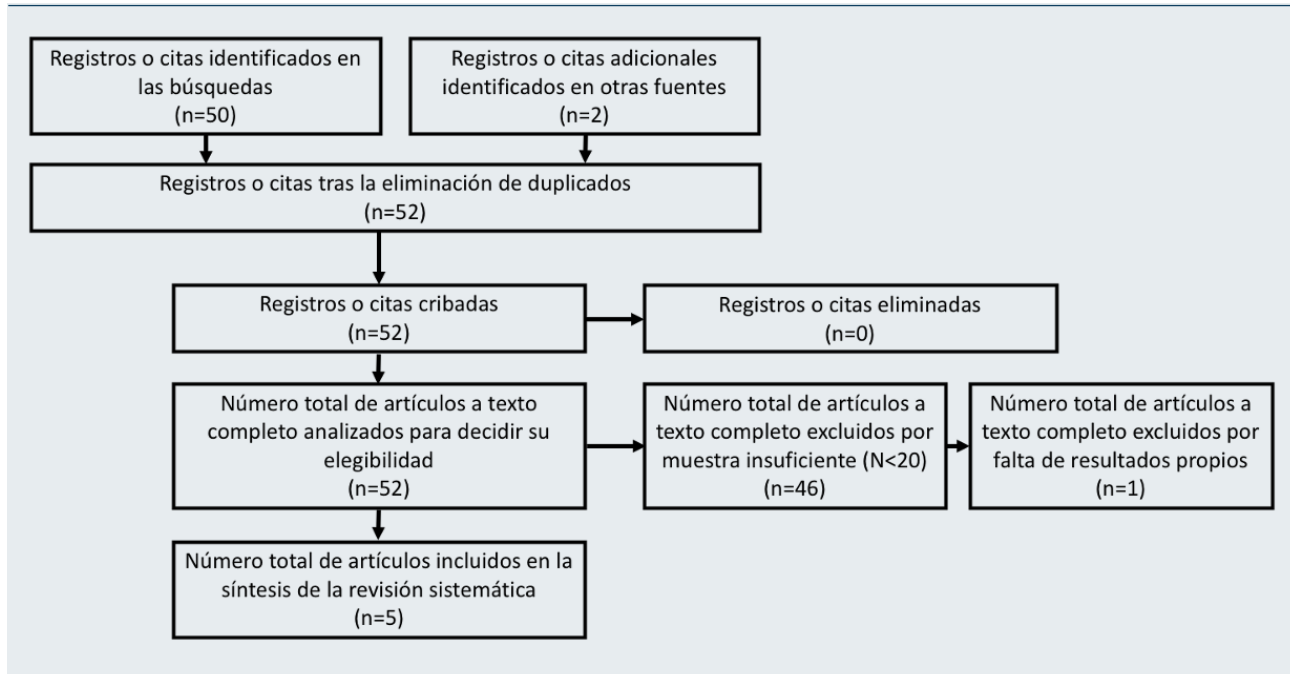 Registros o citas identificados en
las búsquedas
(n=50)
Registros o citas adicionales
identificados en otras fuentes
(n=2)
Registros o citas tras la eliminación de duplicados
(n=52)
Registros o citas cribadas
(n=52)
Registros o citas eliminadas
(n=0)
Número total de artículos a texto
completo analizados para decidir su
elegibilidad
(n=52)
Número total de artículos a
texto completo excluidos por
muestra insuficiente (N<20)
(n=46)
Número total de artículos a
texto completo excluidos por
falta de resultados propios
(n=1)
Número total de artículos incluidos en la
síntesis de la revisión sistemática
(n=5)